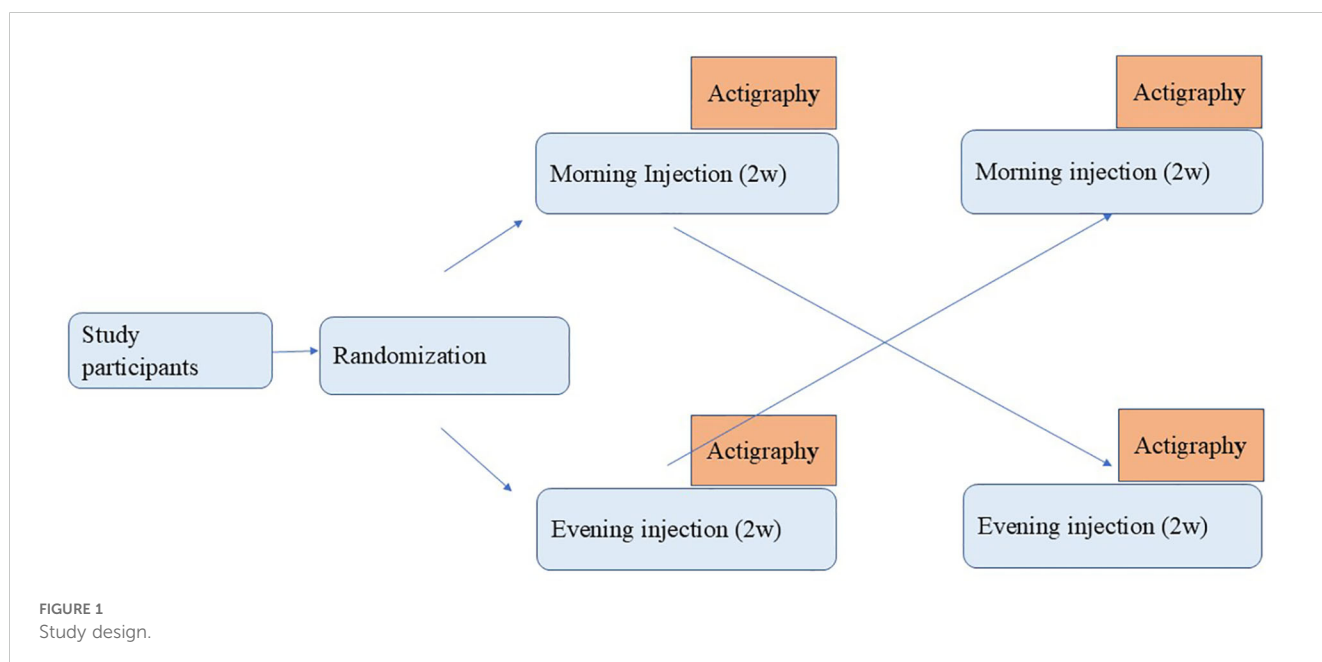 Actigraphy
Actigraphy
Morning Injection (2w)
Morning injection (2w)
Study
participants
Randomization
Actigraphy
Actigraphy
Evening injection (2w)
Evening injection (2w)
FIGURE 1
Study design.